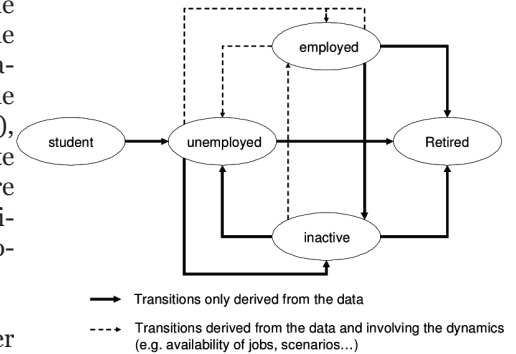 employed
student
unemployed
Retired
inactive
Transitions only derived from the data
Transitions derived from the data and involving the dynamics
(e.g. availability of jobs, scenarios...)